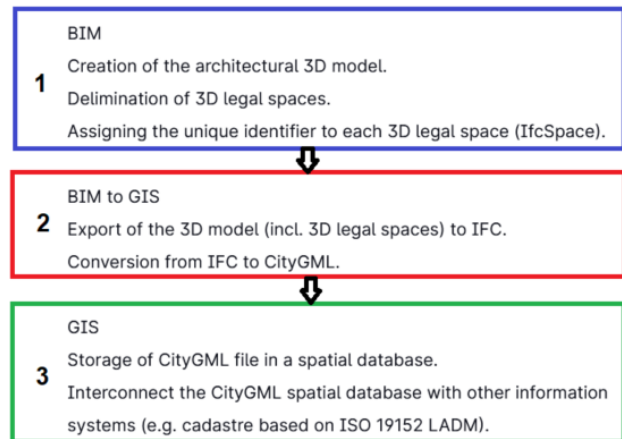 BIM
1
Creation of the architectural 3D model.
Delimination of 3D legal spaces.
Assigning the unique identifier to each 3D legal space (IfcSpace).
BIM to GIS
2
Export of the 3D model (incl. 3D legal spaces) to IFC.
Conversion from IFC to CityGML.
GIS
Storage of CityGML file in a spatial database.
3
Interconnect the CityGML spatial database with other information
systems (e.g. cadastre based on ISO 19152 LADM).